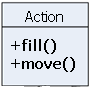 Action
+fill()
+move()